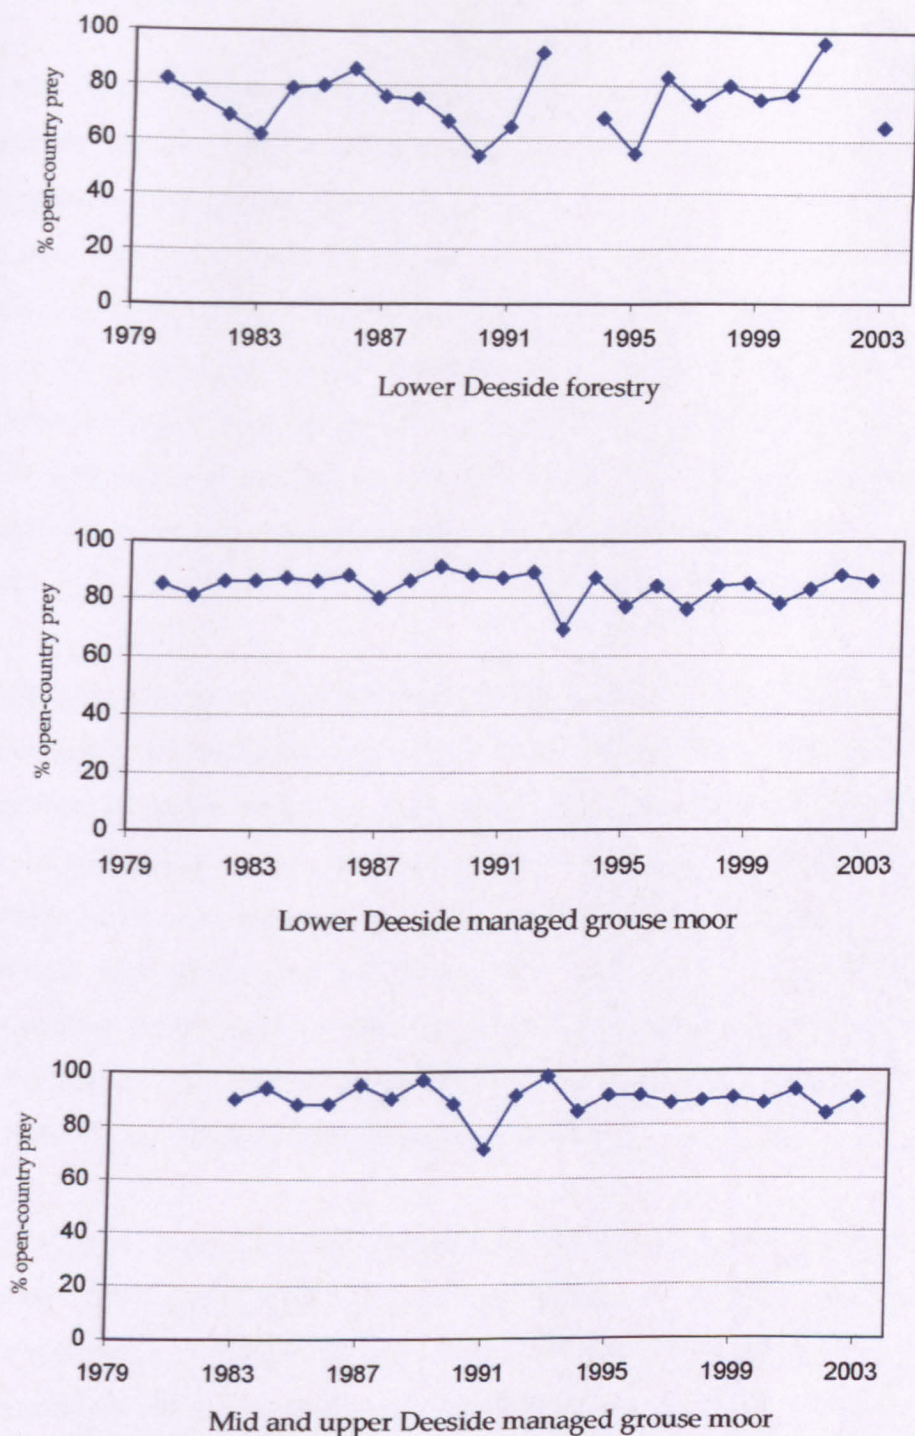 100
80
60
40
20
0
% open-country prey
1979 1983 1987 1991 1995 1999 2003
Lower Deeside forestry
100
80
60
40
20
0
% open-country prey
1979 1983 1987 1991 1995 1999 2003
Lower Deeside managed grouse moor
100
80
60
40
20
0
% open-country prey
1979 1983 1987 1991 1995 1999 2003
Mid and upper Deeside managed grouse moor